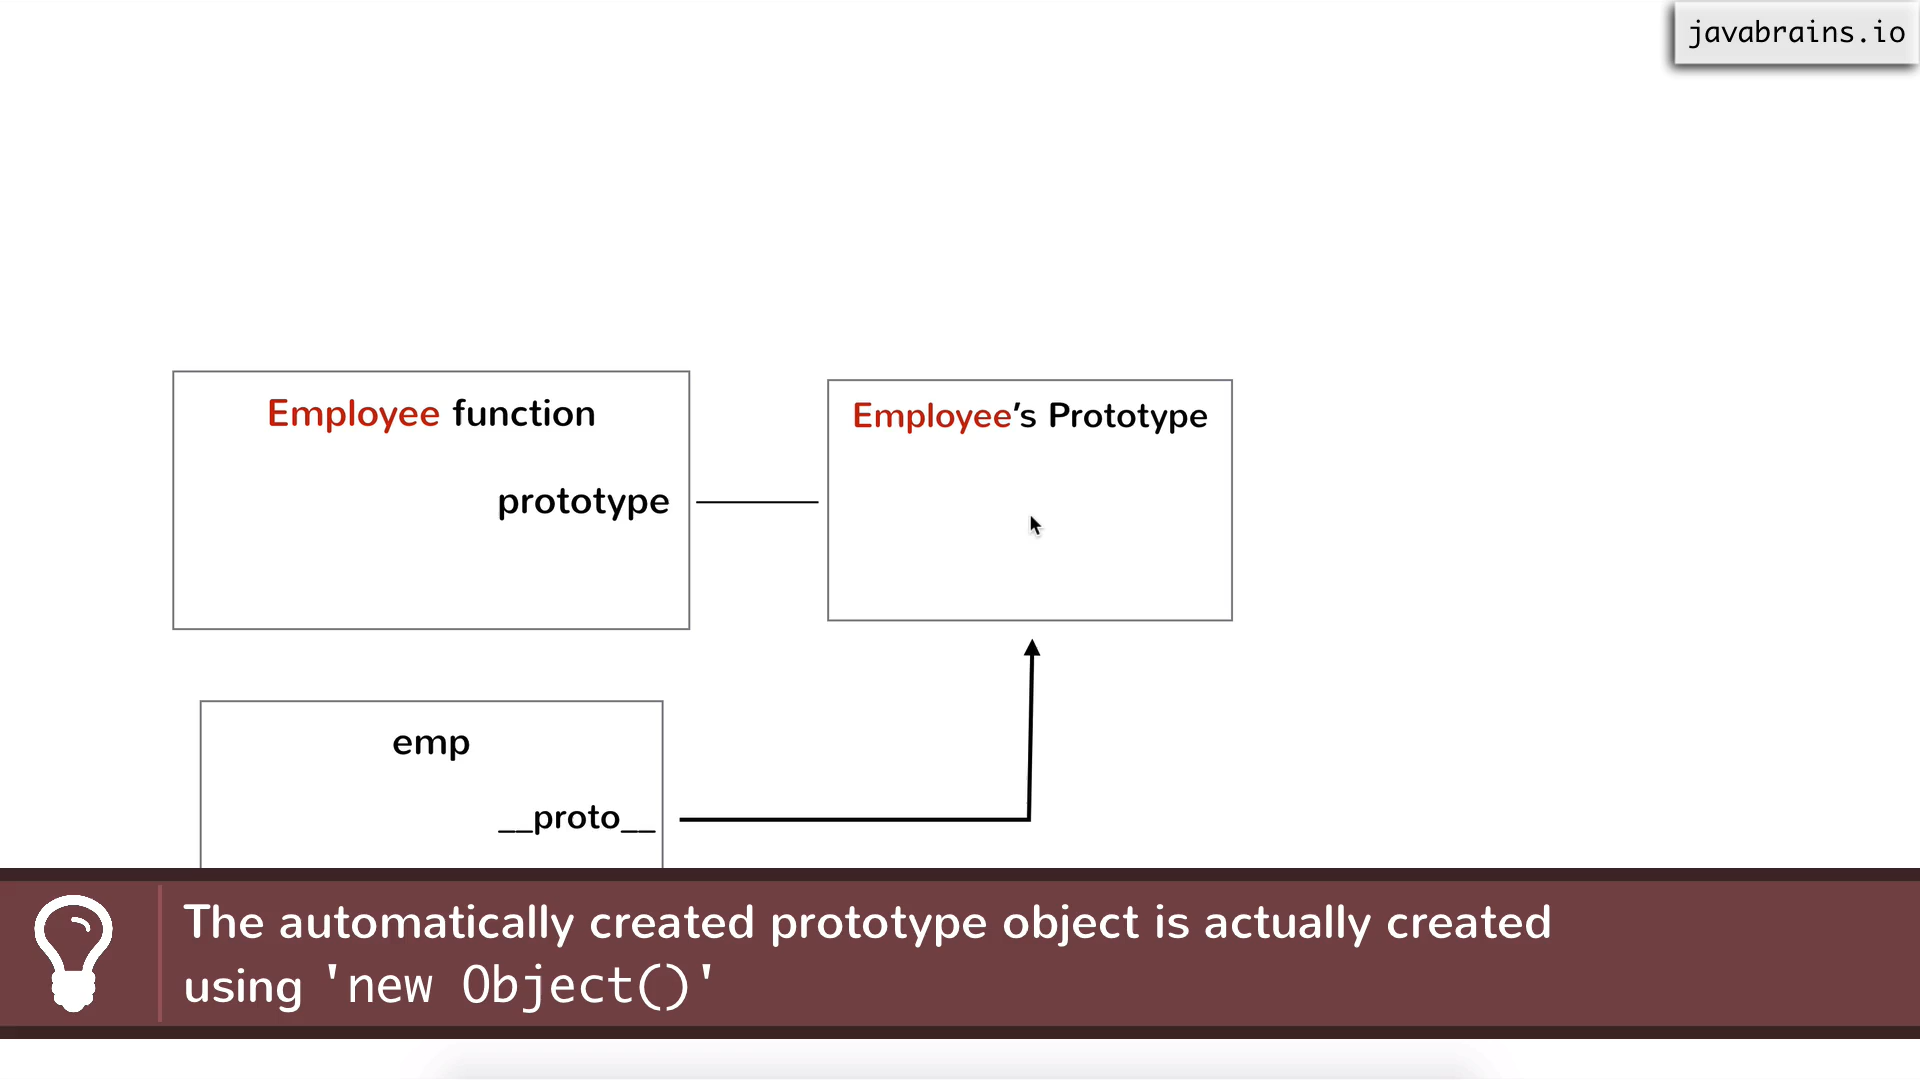 javabrains.io
Employee function
Employee’s Prototype
prototype
emp
__proto__
The automatically created prototype object is actually created
using 'new Object()'